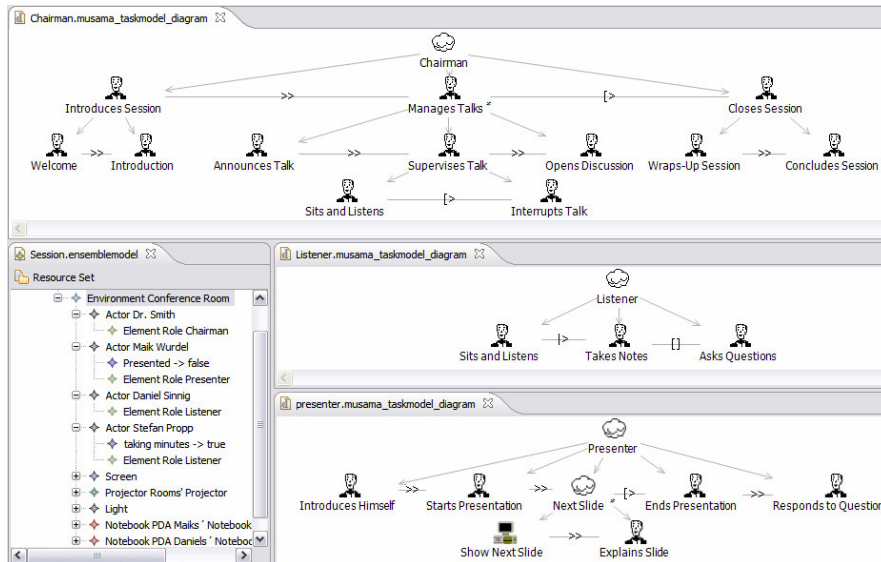 Chairman.musama_taskmodel_diagram
Chairman
Introduces Session >> Manages Talks * [> Closes Session
Welcome >> Introduction Announces Talk >> Supervises Talk >> Opens Discussion Wraps-Up Session >> Concludes Session
Sits and Listens [> Interrupts Talk
Session.ensemblemodel
Resource Set
Environment Conference Room
Actor Dr. Smith
Element Role Chairman
Actor Maik Wurdel
Presented -> false
Element Role Presenter
Actor Daniel Sinnig
Element Role Listener
Actor Stefan Propp
taking minutes -> true
Element Role Listener
Screen
Projector Rooms' Projector
Light
Notebook PDA Maiks ' Notebook
Notebook PDA Daniels ' Notebooc
Listener.musama_taskmodel_diagram
Listener
Sits and Listens |> Takes Notes [] Asks Questions
presenter.musama_taskmodel_diagram
Presenter
Introduces Himself >> Starts Presentation >> Next Slide * [> Ends Presentation >> Responds to Question
Show Next Slide >> Explains Slide